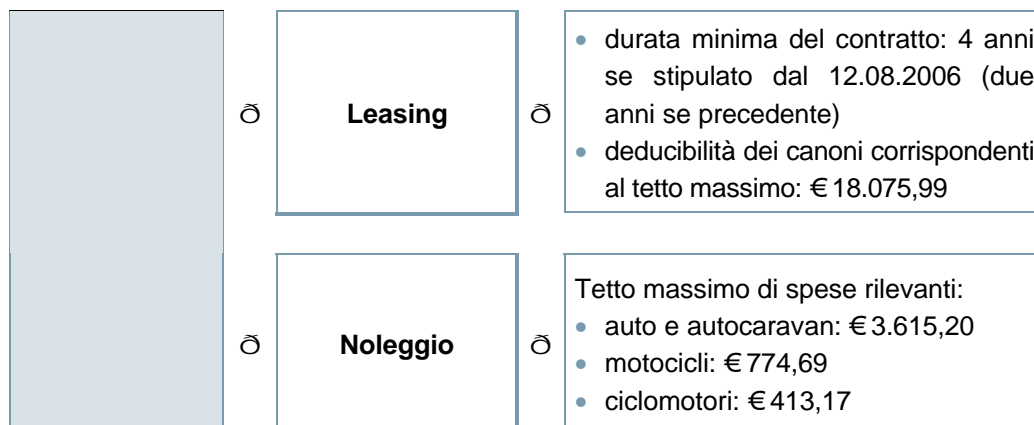 ð
Leasing
ð
• durata minima del contratto: 4 anni
se stipulato dal 12.08.2006 (due
anni se precedente)
• deducibilità dei canoni corrispondenti
al tetto massimo: € 18.075,99
ð
Noleggio
ð
Tetto massimo di spese rilevanti:
• auto e autocaravan: € 3.615,20
• motocicli: € 774,69
• ciclomotori: € 413,17